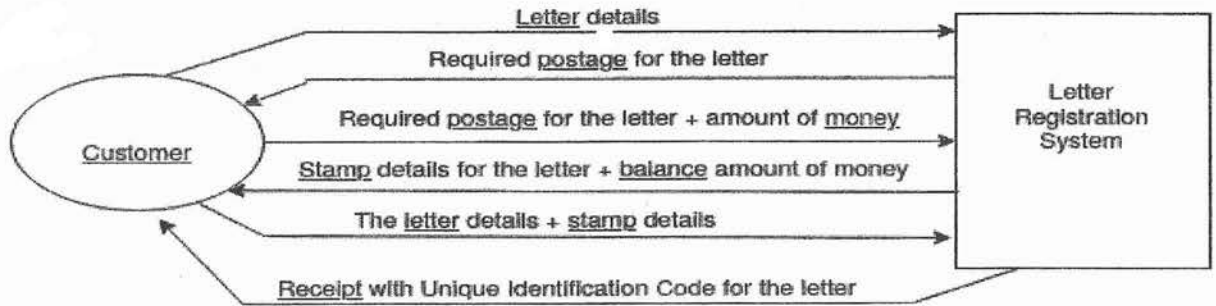 Letter details
Required postage for the letter
Required postage for the letter + amount of money
Customer
Stamp details for the letter + balance amount of money
The letter details + stamp details
Receipt with Unique Identification Code for the letter
Letter
Registration
System